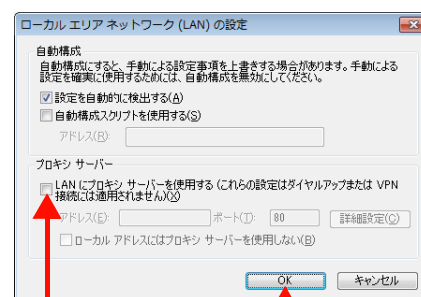 ローカル エリア ネットワーク (LAN) の設定
自動構成
自動構成にすると、手動による設定事項を上書きする場合があります。手動による
設定を確実に使用するためには、自動構成を無効にしてください。
設定を自動的に検出する(A)
自動構成スクリプトを使用する(S)
アドレス(R):
プロキシ サーバー
LAN にプロキシ サーバーを使用する (これらの設定はダイヤルアップまたは VPN
接続には適用されません)(X)
アドレス(E): ポート(T): 80 詳細設定(C)
ローカル アドレスにはプロキシ サーバーを使用しない(B)
OK キャンセル